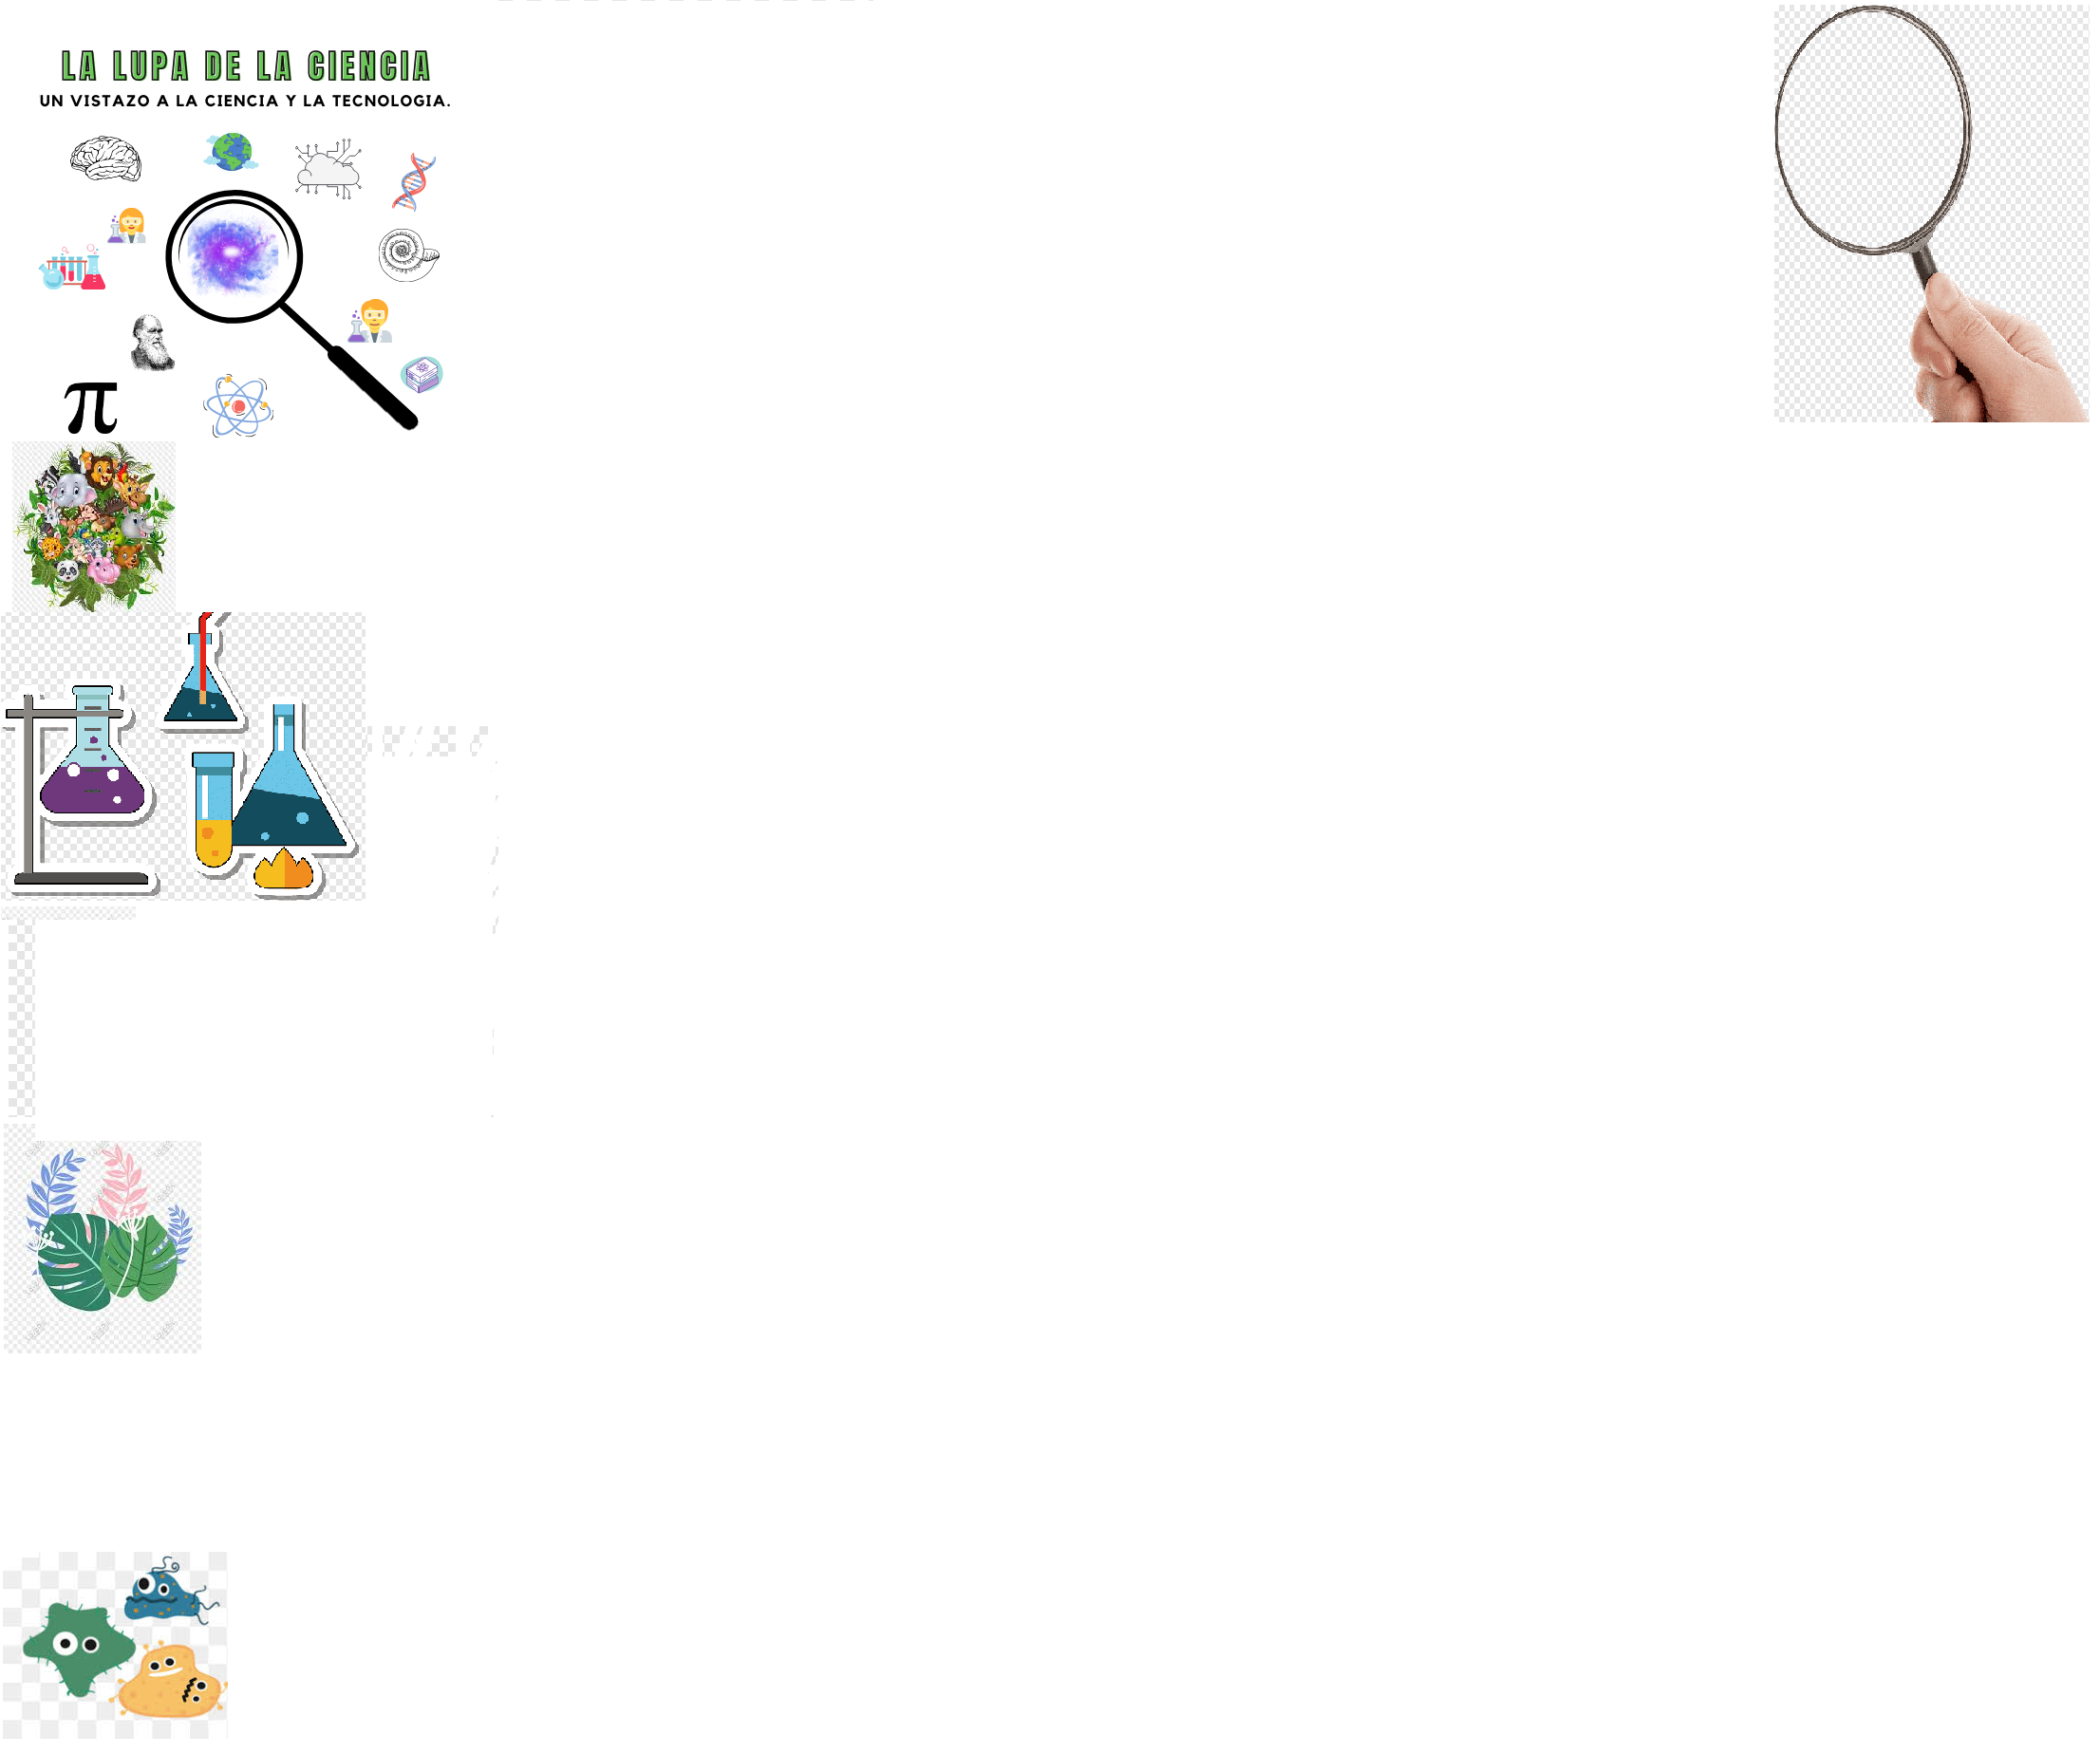 LA LUPA DE LA CIENCIA
UN VISTAZO A LA CIENCIA Y LA TECNOLOGIA.
π